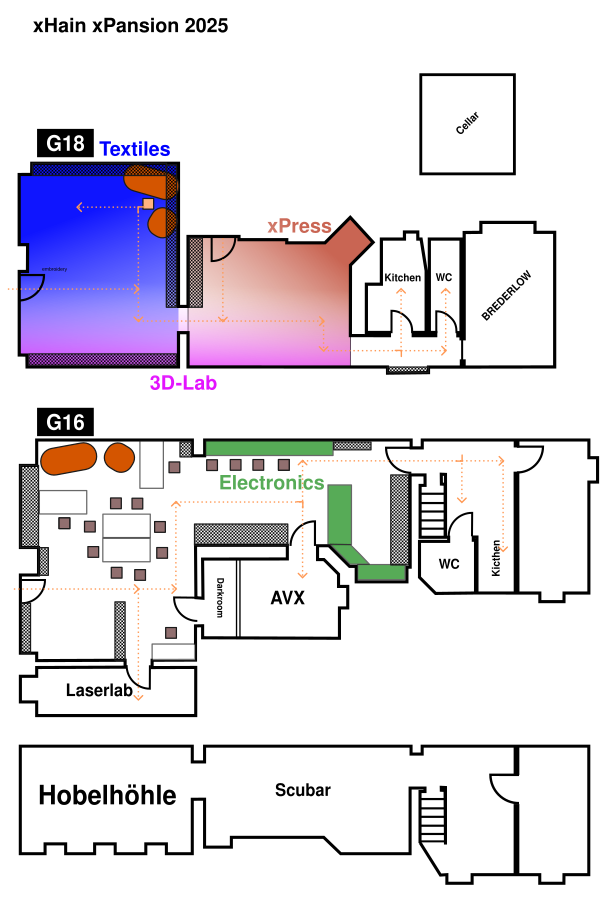 xHain xPansion 2025
Cellar
G18
Textiles
xPress
embroidery
Kitchen
WC
BREDERLOW
3D-Lab
G16
Electronics
Darkroom
AVX
WC
Kicthen
Laserlab
Hobelhöhle
Scubar